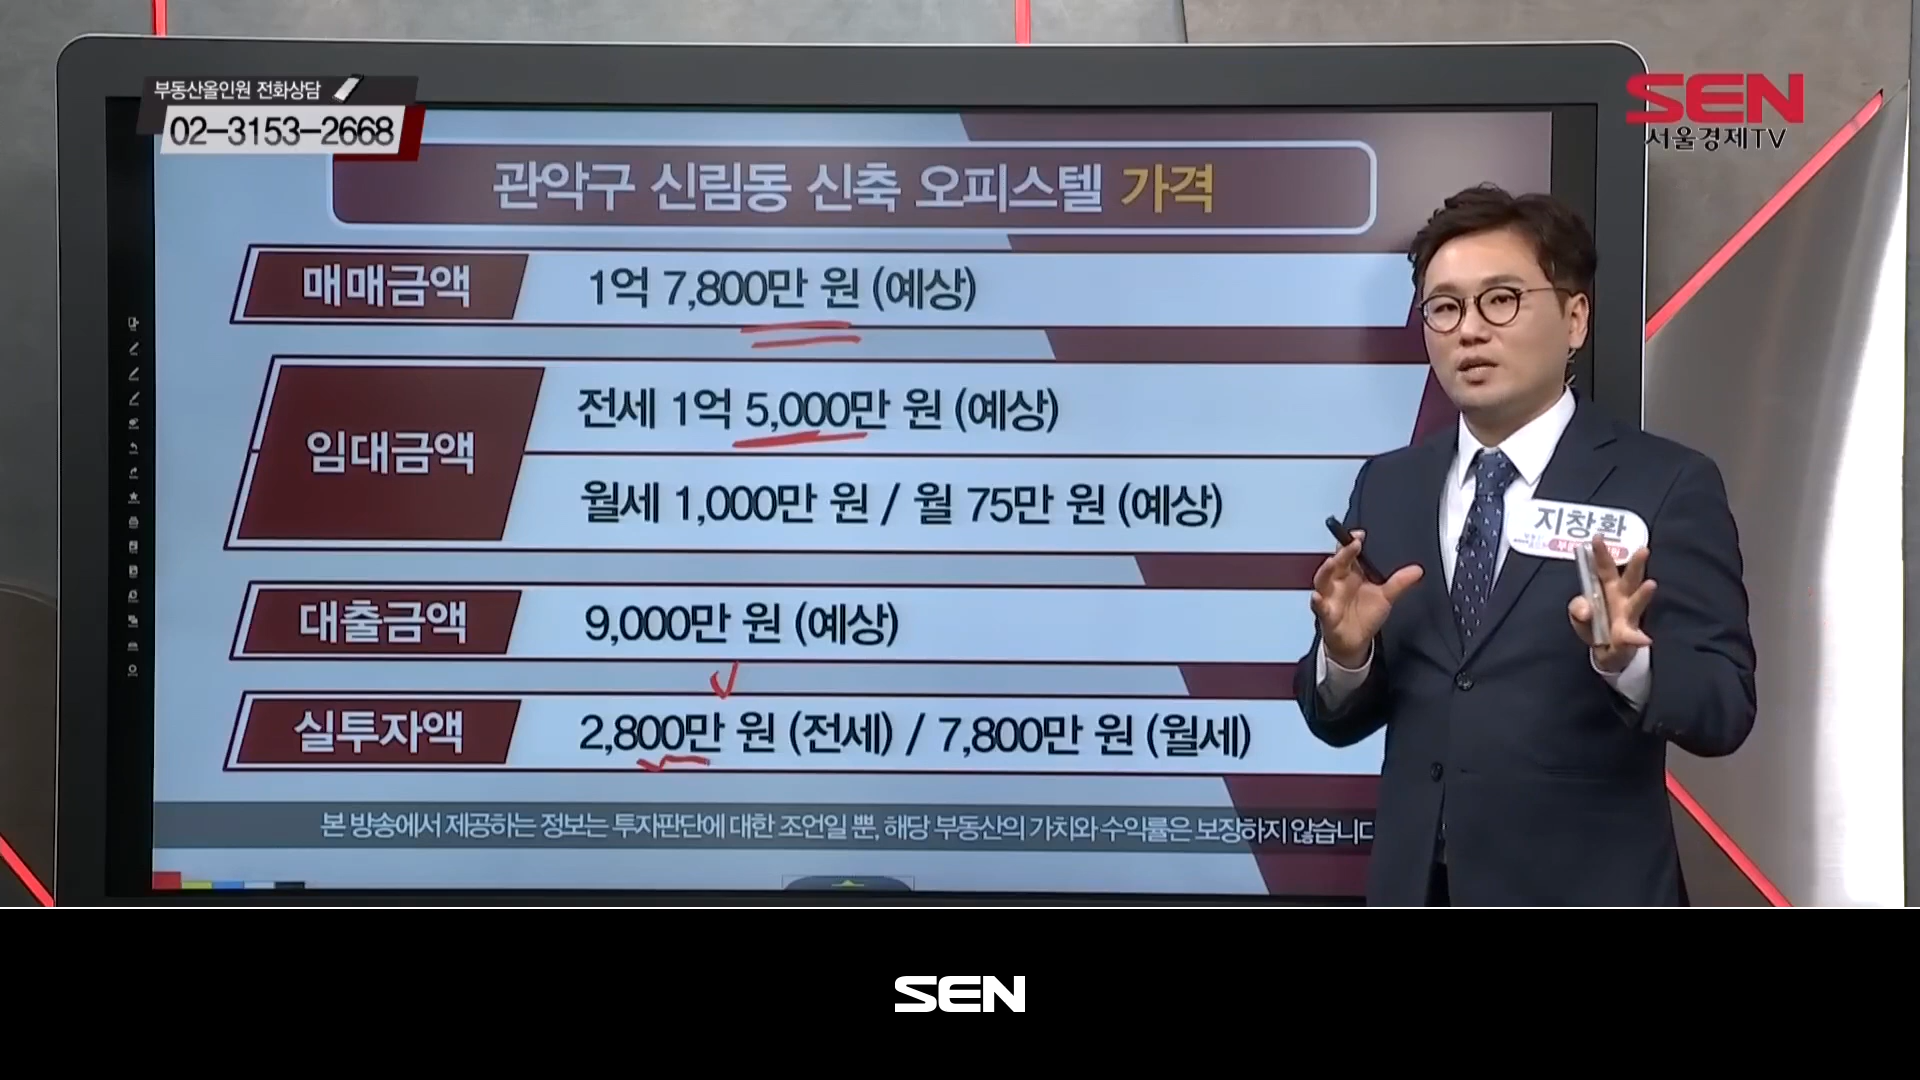 부동산올인원 전화상담
02-3153-2668
SEN
서울경제TV
관악구 신림동 신축 오피스텔 가격
매매금액
1억 7,800만 원 (예상)
임대금액
전세 1억 5,000만 원 (예상)
월세 1,000만 원 / 월 75만 원 (예상)
대출금액
9,000만 원 (예상)
실투자액
2,800만 원 (전세) / 7,800만 원 (월세)
본 방송에서 제공하는 정보는 투자판단에 대한 조언일 뿐, 해당 부동산의 가치와 수익률은 보장하지 않습니다
지창환
SEN